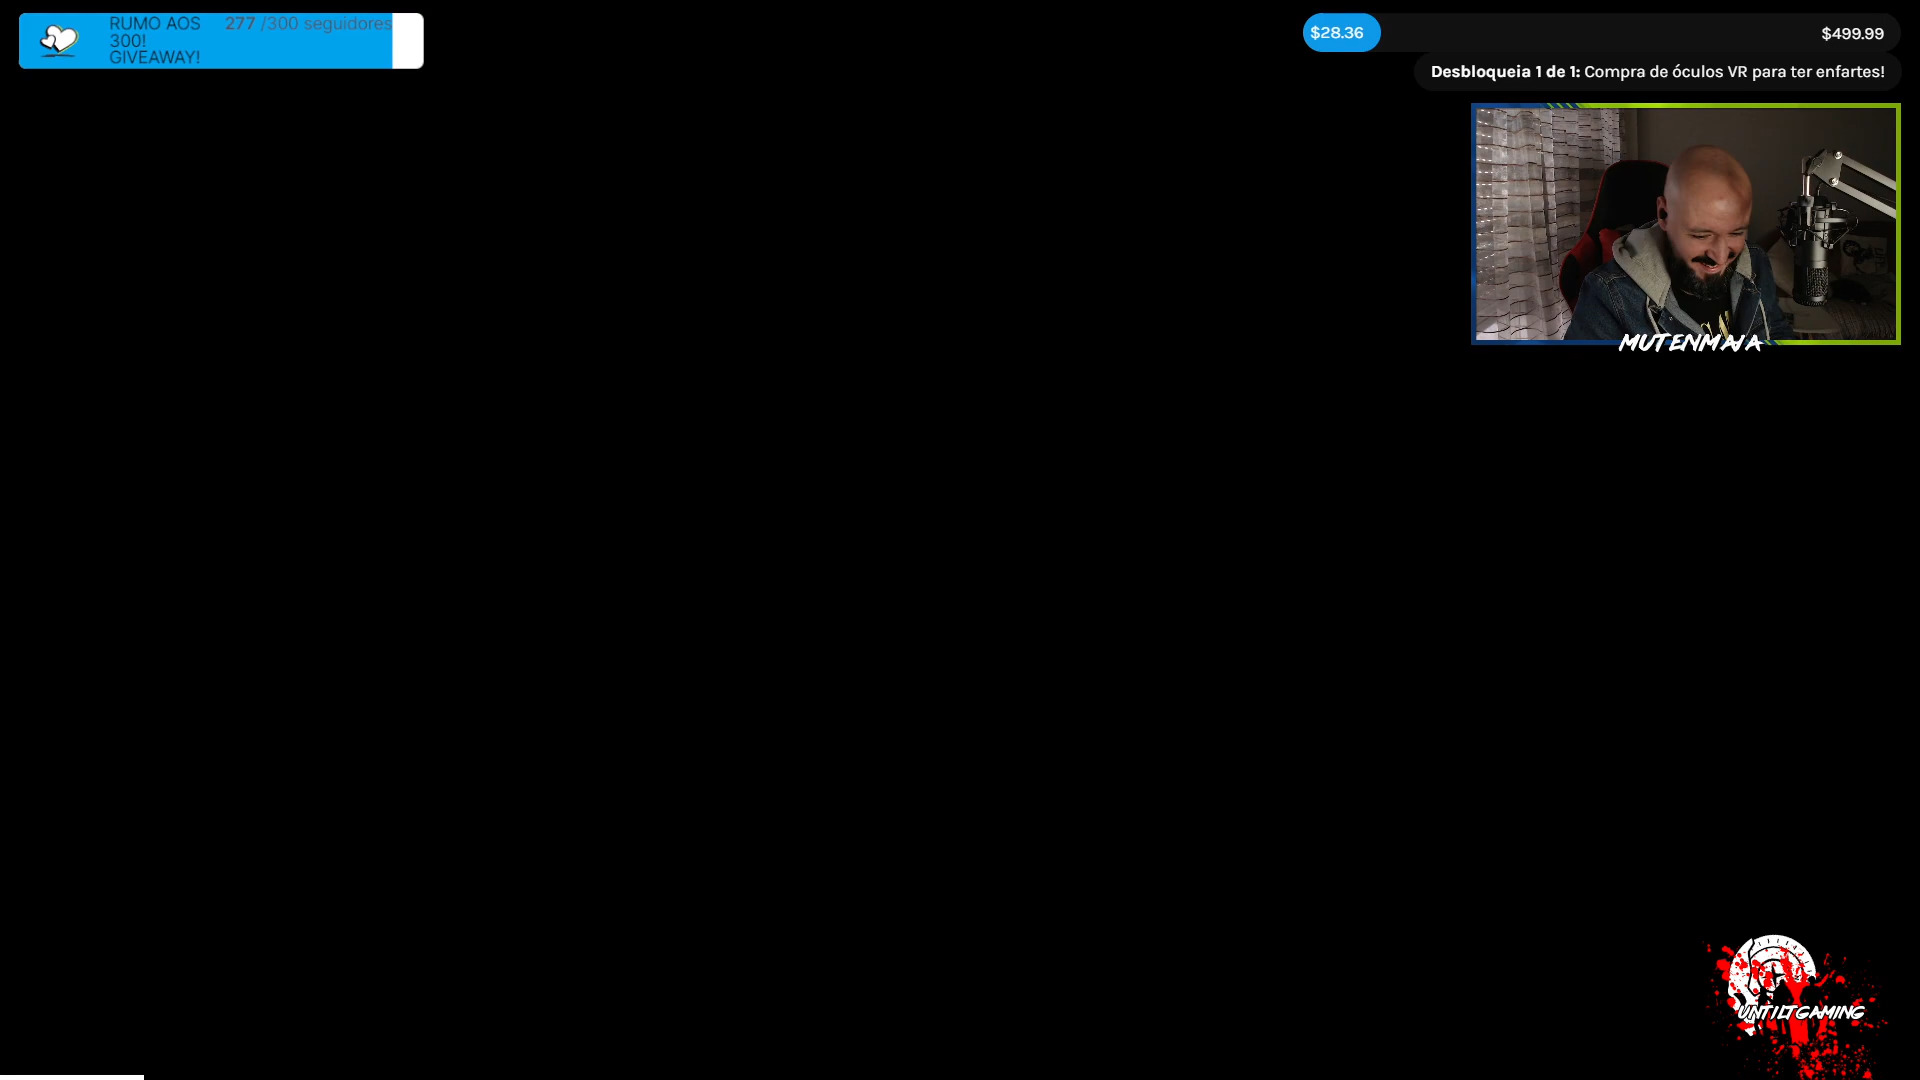 RUMO AOS
300!
GIVEAWAY!
277 /300 seguidores
$28.36
$499.99
Desbloqueia 1 de 1: Compra de óculos VR para ter enfartes!
MUTENMAJA
UNTILTGAMING